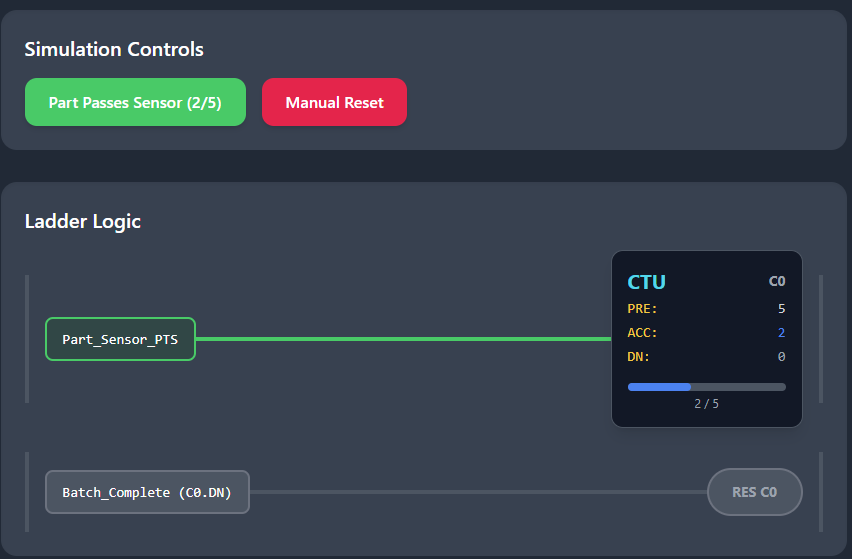 Simulation Controls
Part Passes Sensor (2/5) Manual Reset
Ladder Logic
CTU C0
PRE: 5
Part_Sensor_PTS
ACC: 2
DN: 0
2 / 5
Batch_Complete (C0.DN) RES C0